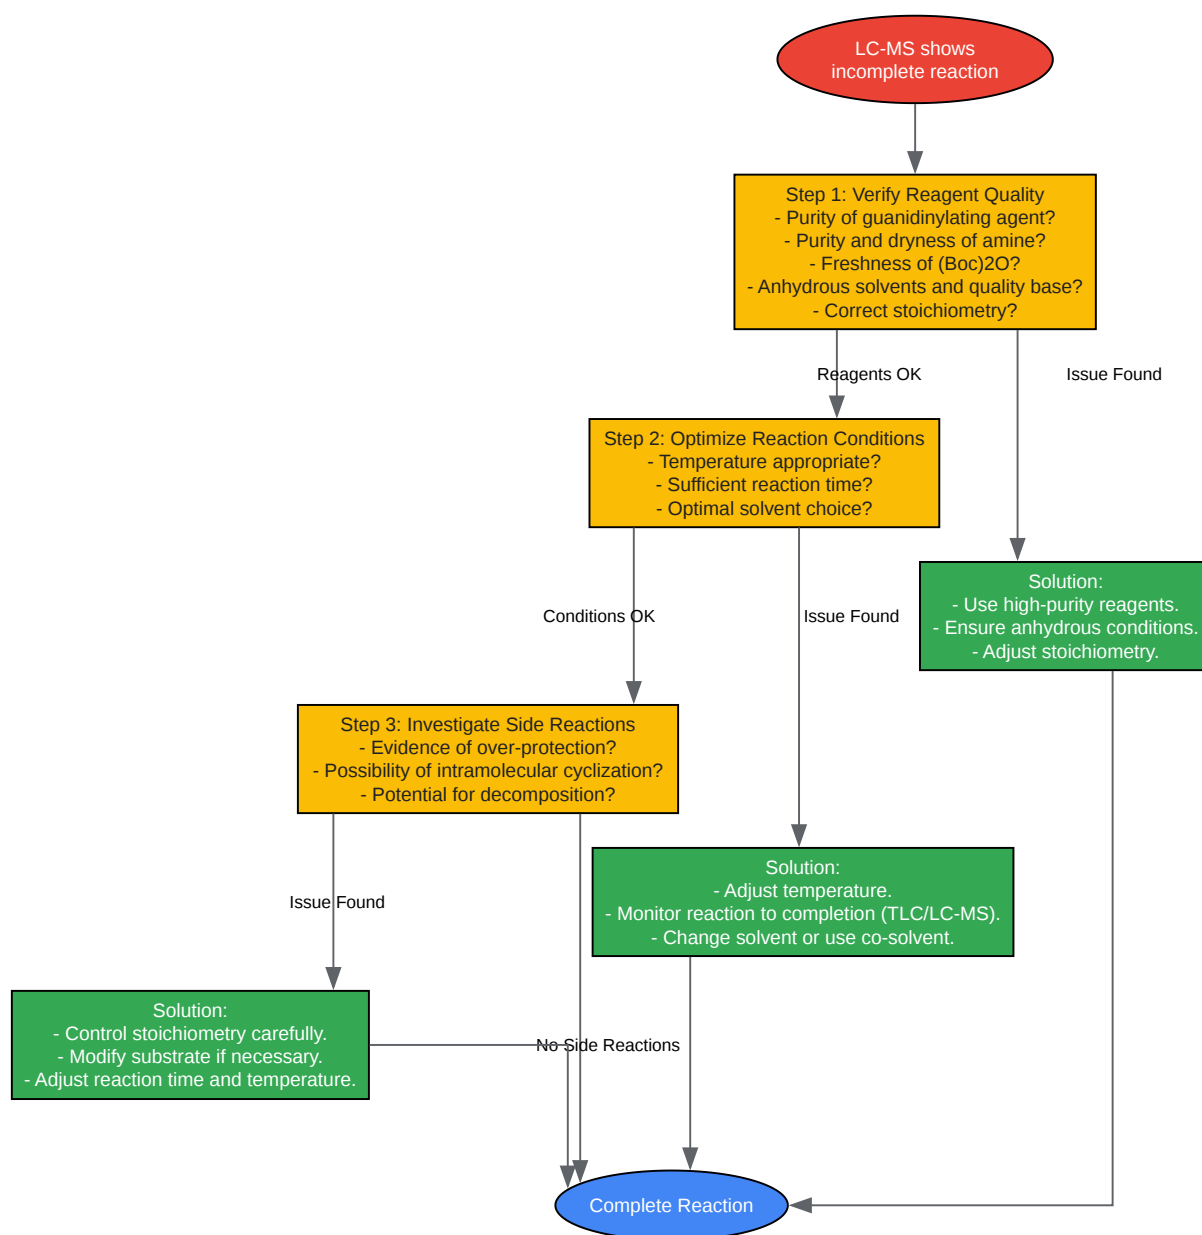 LC-MS shows
incomplete reaction
Step 1: Verify Reagent Quality
- Purity of guanidinylating agent?
- Purity and dryness of amine?
- Freshness of (Boc)2O?
- Anhydrous solvents and quality base?
- Correct stoichiometry?
Reagents OK
Issue Found
Step 2: Optimize Reaction Conditions
- Temperature appropriate?
- Sufficient reaction time?
- Optimal solvent choice?
Solution:
- Use high-purity reagents.
- Ensure anhydrous conditions.
- Adjust stoichiometry.
Conditions OK
Issue Found
Step 3: Investigate Side Reactions
- Evidence of over-protection?
- Possibility of intramolecular cyclization?
- Potential for decomposition?
Solution:
- Adjust temperature.
- Monitor reaction to completion (TLC/LC-MS).
- Change solvent or use co-solvent.
Issue Found
Solution:
- Control stoichiometry carefully.
- Modify substrate if necessary.
- Adjust reaction time and temperature.
No Side Reactions
Complete Reaction